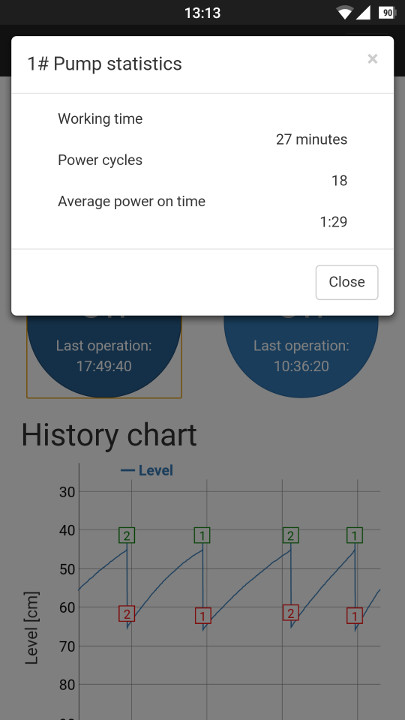 13:13
90
1# Pump statistics
×
Working time
27 minutes
Power cycles
18
Average power on time
1:29
Close
Last operation:
17:49:40
Last operation:
10:36:20
History chart
Level
30
40
50
60
70
80
Level [cm]
2
1
2
1
2
1
2
1